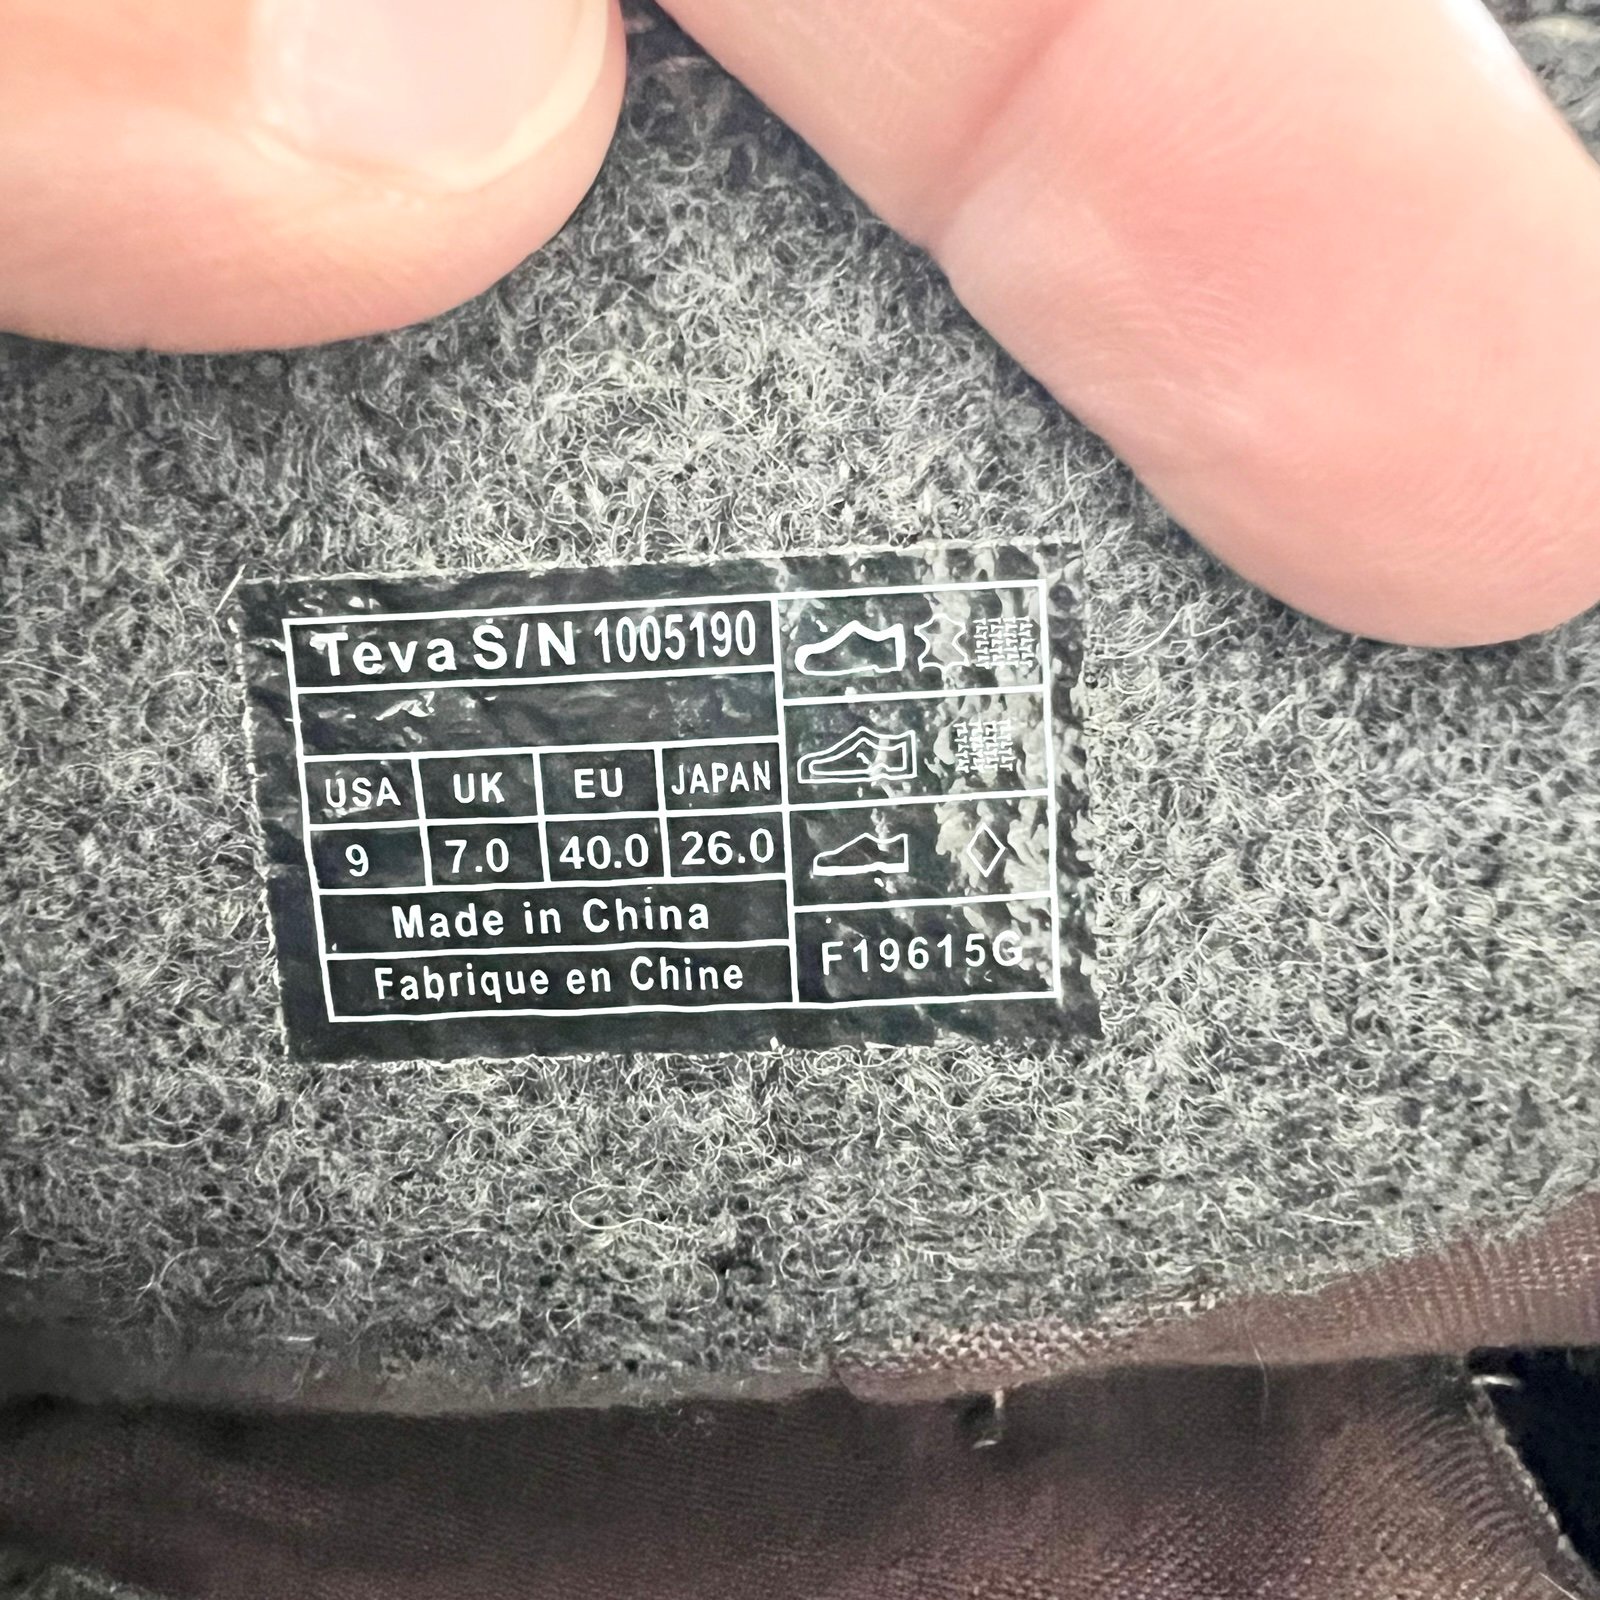 Teva S/N 1005190
USA UK EU JAPAN
9 7.0 40.0 26.0
Made in China
Fabrique en Chine
F19615G